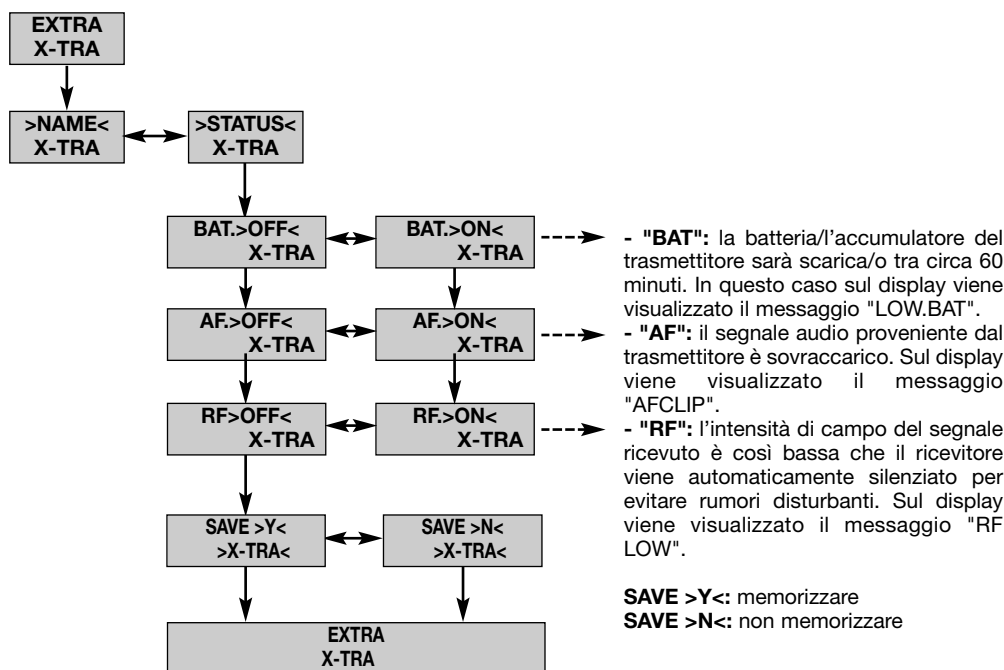 EXTRA
X-TRA
>NAME<
X-TRA
>STATUS<
X-TRA
BAT.>OFF<
X-TRA
BAT.>ON<
X-TRA
AF.>OFF<
X-TRA
AF.>ON<
X-TRA
RF>OFF<
X-TRA
RF.>ON<
X-TRA
SAVE >Y<
>X-TRA<
SAVE >N<
>X-TRA<
EXTRA
X-TRA
- "BAT": la batteria/l'accumulatore del
trasmettitore sarà scarica/o tra circa 60
minuti. In questo caso sul display viene
visualizzato il messaggio "LOW.BAT".
- "AF": il segnale audio proveniente dal
trasmettitore è sovraccarico. Sul display
viene visualizzato il messaggio
"AFCLIP".
- "RF": l'intensità di campo del segnale
ricevuto è così bassa che il ricevitore
viene automaticamente silenziato per
evitare rumori disturbanti. Sul display
viene visualizzato il messaggio "RF
LOW".
SAVE >Y<: memorizzare
SAVE >N<: non memorizzare